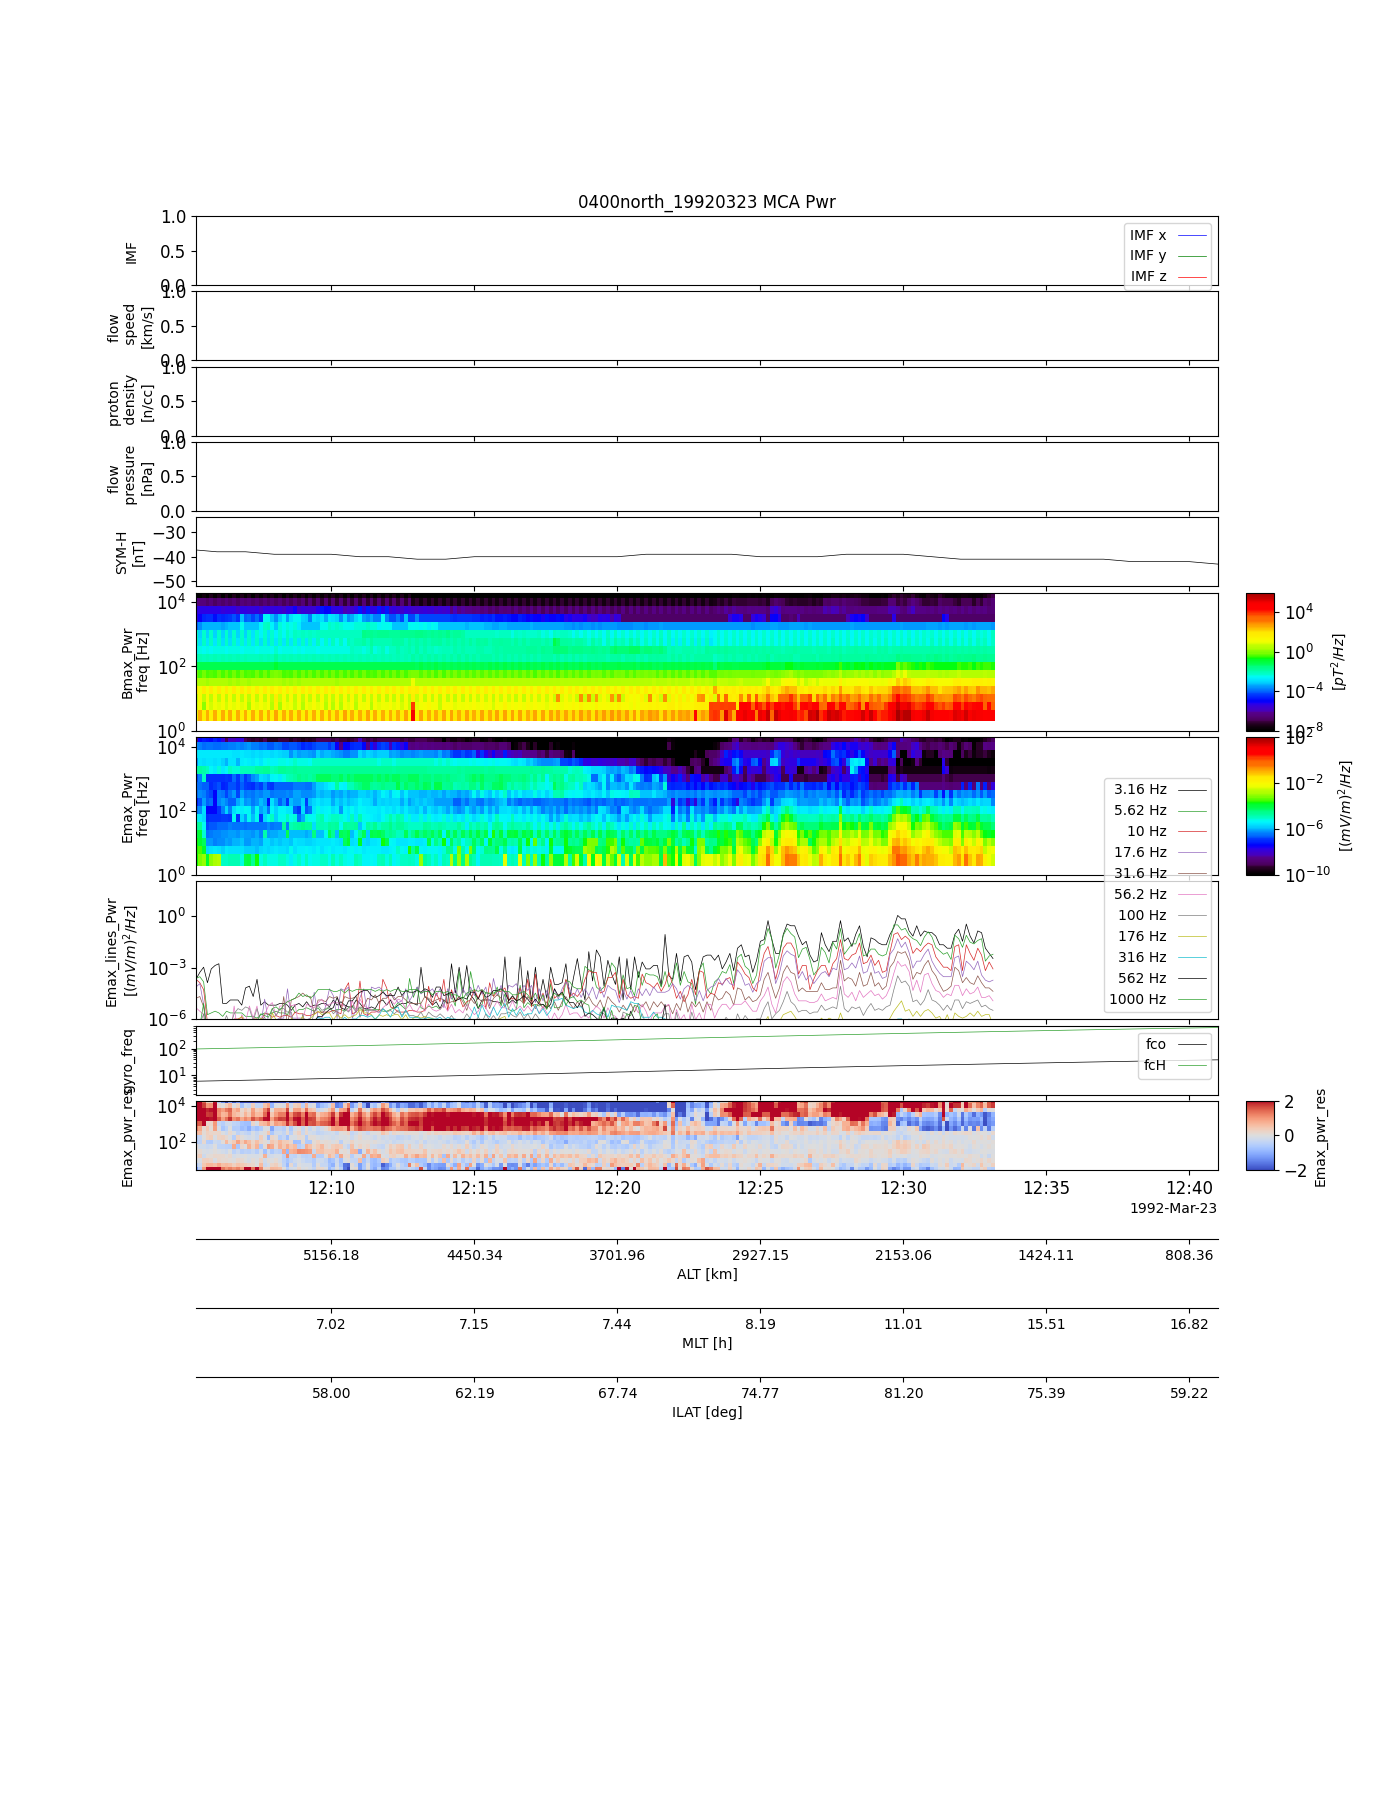 0400north_19920323 MCA Pwr
1.0
0.5
0.0
IMF
IMF x
IMF y
IMF z
1.0
0.5
0.0
flow
speed
[km/s]
1.0
0.5
0.0
proton
density
[n/cc]
1.0
0.5
0.0
flow
pressure
[nPa]
−30
−40
−50
SYM-H
[nT]
10^4
10^2
10^0
Bmax_Pwr
freq [Hz]
10^4
10^0
10^−4
10^−8
[pT^2/Hz]
10^4
10^2
10^0
Emax_Pwr
freq [Hz]
10^2
10^−2
10^−6
10^−10
[(mV/m)^2/Hz]
3.16 Hz
5.62 Hz
10 Hz
17.6 Hz
31.6 Hz
56.2 Hz
100 Hz
176 Hz
316 Hz
562 Hz
1000 Hz
10^0
10^−3
10^−6
Emax_lines_Pwr
[(mV/m)^2/Hz]
10^2
10^1
gyro_freq
fco
fcH
10^4
10^2
Emax_pwr_res
2
0
−2
Emax_pwr_res
12:10 12:15 12:20 12:25 12:30 12:35 12:40
1992-Mar-23
5156.18 4450.34 3701.96 2927.15 2153.06 1424.11 808.36
ALT [km]
7.02 7.15 7.44 8.19 11.01 15.51 16.82
MLT [h]
58.00 62.19 67.74 74.77 81.20 75.39 59.22
ILAT [deg]